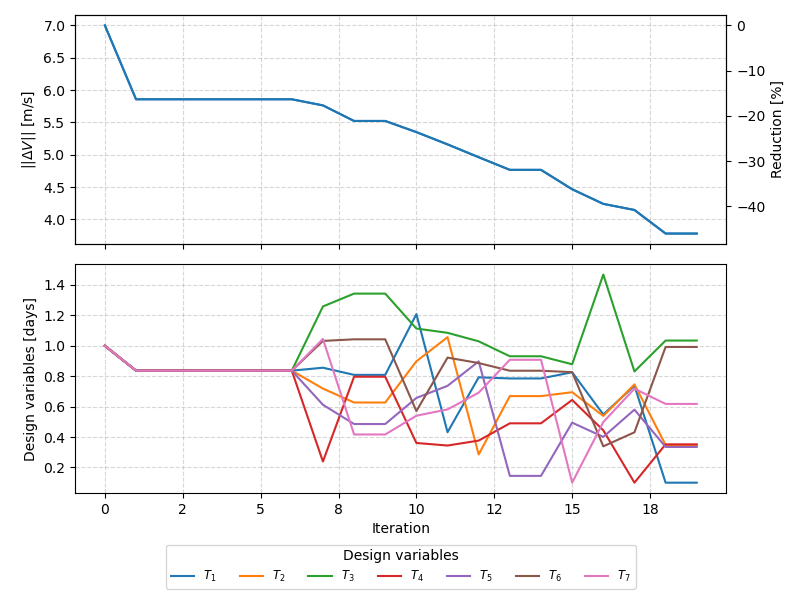 7.0
6.5
6.0
5.5
5.0
4.5
4.0
||ΔV|| [m/s]
0
−10
−20
−30
−40
Reduction [%]
1.4
1.2
1.0
0.8
0.6
0.4
0.2
Design variables [days]
0 2 5 8 10 12 15 18
Iteration
Design variables
T₁ T₂ T₃ T₄ T₅ T₆ T₇